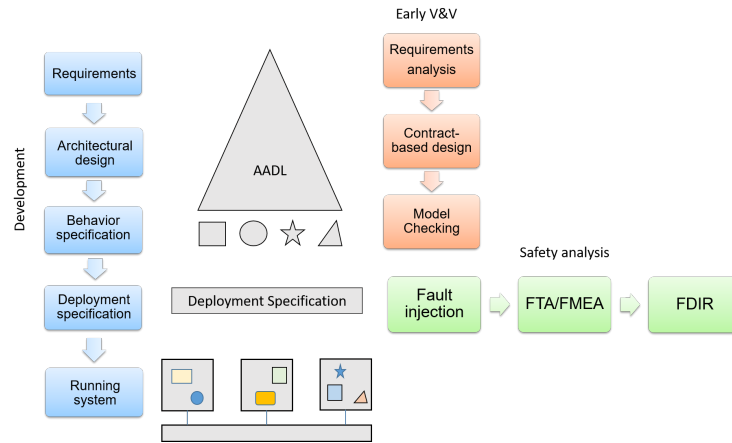 Early V&V
Requirements
Architectural
design
Behavior
specification
Deployment
specification
Running
system
Development
AADL
Deployment Specification
Requirements
analysis
Contract-
based design
Model
Checking
Safety analysis
Fault
injection
FTA/FMEA
FDIR